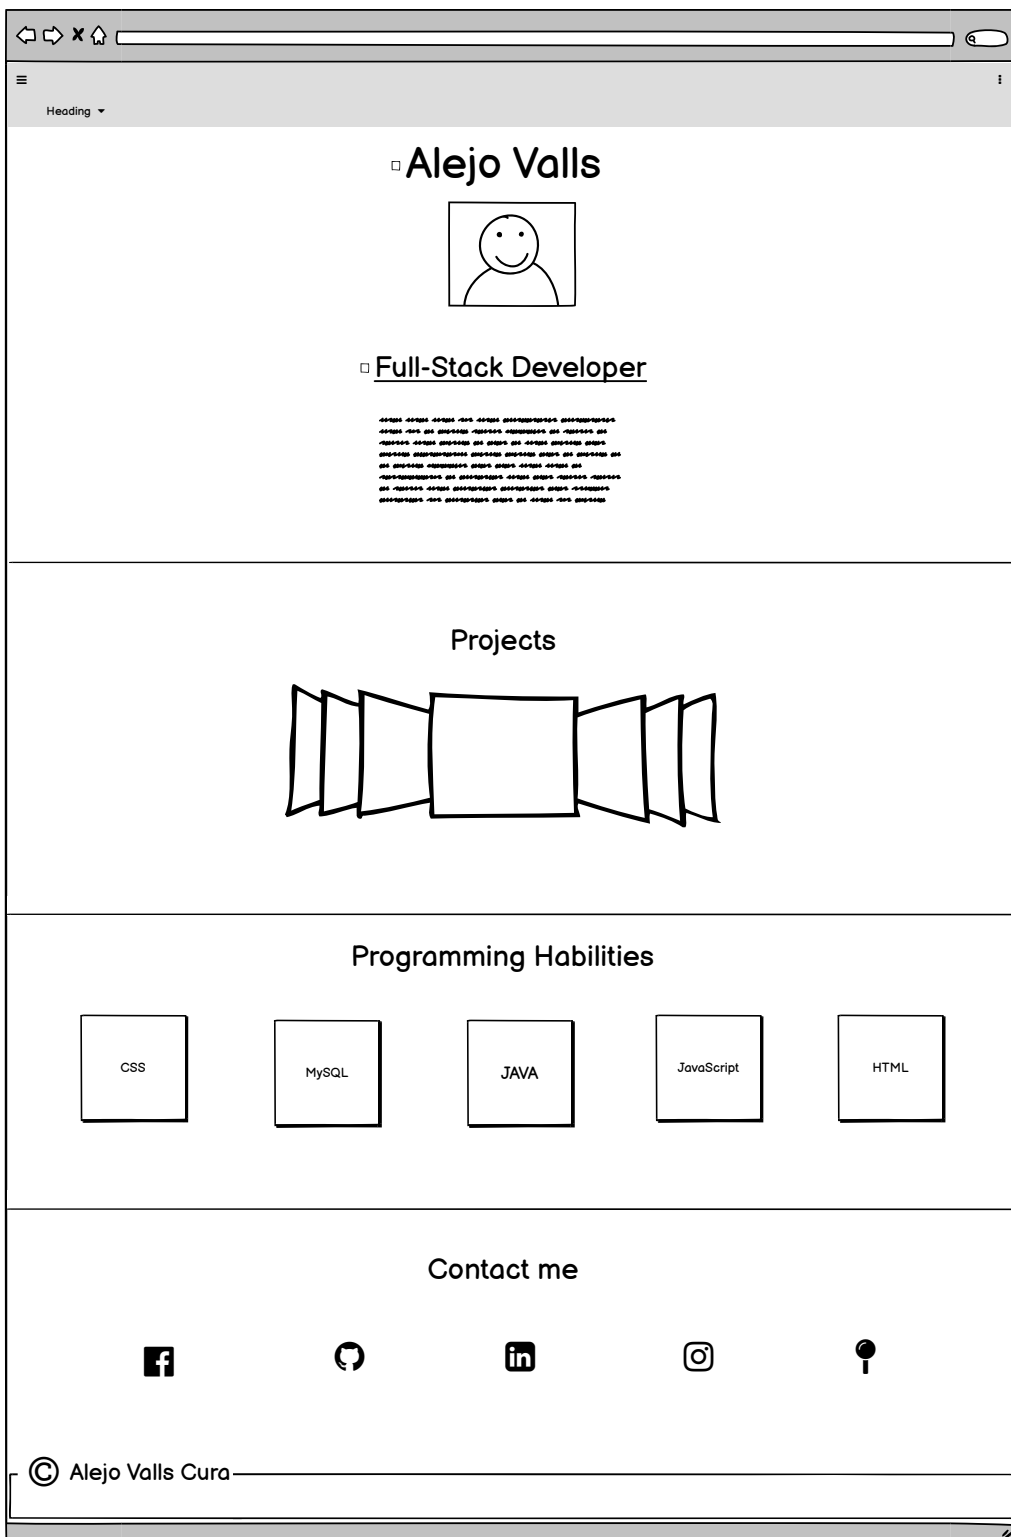 Heading
Alejo Valls
Full-Stack Developer
Projects
Programming Habilities
CSS
MySQL
JAVA
JavaScript
HTML
Contact me
© Alejo Valls Cura